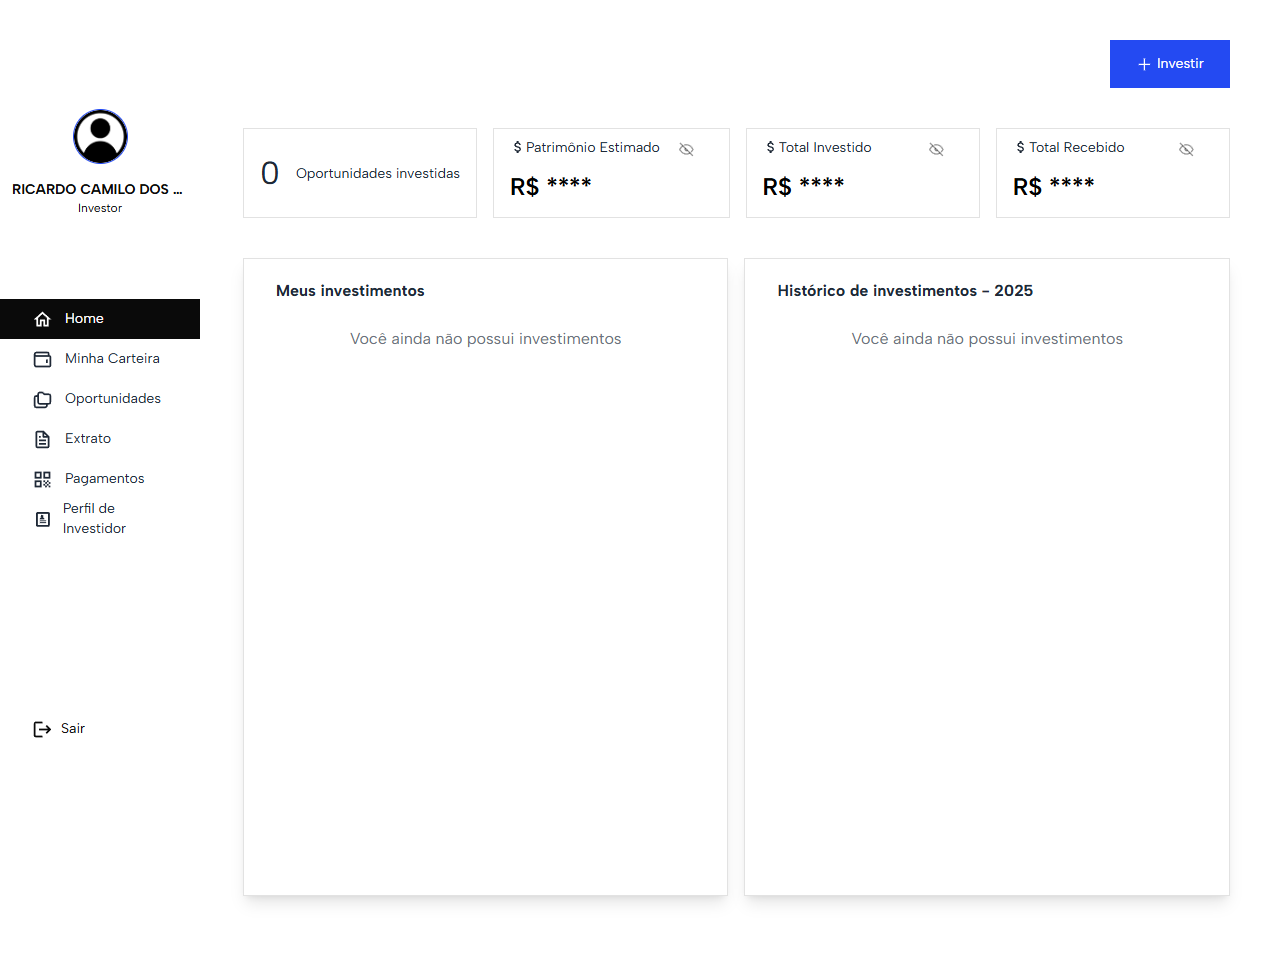 Investir
RICARDO CAMILO DOS ...
Investor
Home
Minha Carteira
Oportunidades
Extrato
Pagamentos
Perfil de
Investidor
Sair
0 Oportunidades investidas
$ Patrimônio Estimado
R$ ****
$ Total Investido
R$ ****
$ Total Recebido
R$ ****
Meus investimentos
Você ainda não possui investimentos
Histórico de investimentos - 2025
Você ainda não possui investimentos